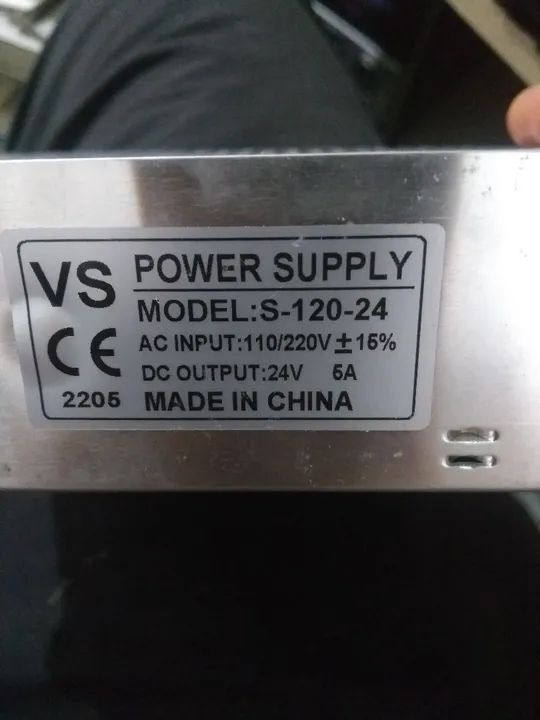 VS
POWER SUPPLY
MODEL:S-120-24
CE
AC INPUT:110/220V ±15%
DC OUTPUT:24V 5A
2205
MADE IN CHINA